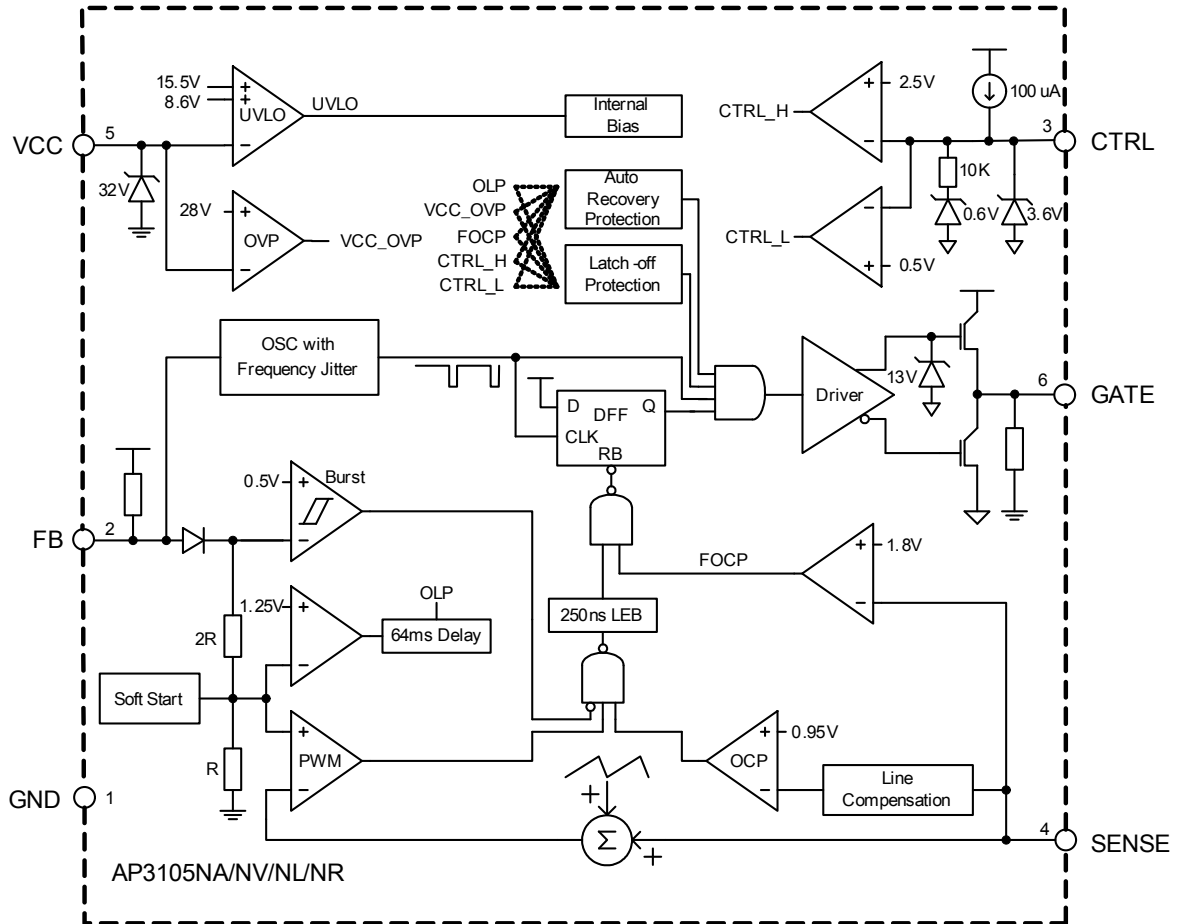 15.5V
8.6V
+
+
UVLO
−
UVLO
Internal
Bias
CTRL_H
+
2.5V
−
100 uA
5
VCC
3
CTRL
32V
28V
+
OVP
−
VCC_OVP
OLP
VCC_OVP
FOCP
CTRL_H
CTRL_L
Auto
Recovery
Protection
Latch -off
Protection
10K
0.6V
3.6V
CTRL_L
−
+
0.5V
OSC with
Frequency Jitter
D
DFF
Q
CLK
RB
Driver
13V
6
GATE
0.5V
+
Burst
−
2
FB
FOCP
+
1.8V
−
1.25V
+
−
OLP
64ms Delay
250ns LEB
2R
Soft Start
R
+
PWM
−
+
0.95V
OCP
−
Line
Compensation
GND
1
+
Σ
+
4
SENSE
AP3105NA/NV/NL/NR